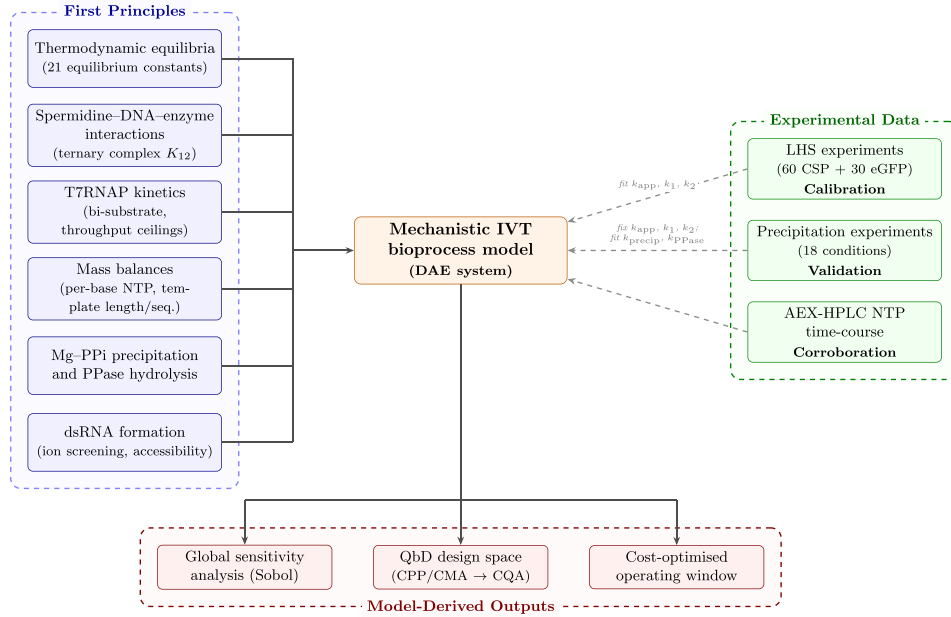 First Principles
Thermodynamic equilibria
(21 equilibrium constants)
Spermidine–DNA–enzyme
interactions
(ternary complex K12)
T7RNAP kinetics
(bi-substrate,
throughput ceilings)
Mass balances
(per-base NTP, tem-
plate length/seq.)
Mg–PPi precipitation
and PPase hydrolysis
dsRNA formation
(ion screening, accessibility)
Mechanistic IVT
bioprocess model
(DAE system)
fit kapp, k1, k2
fix kapp, k1, k2;
fit kprecip, kPPase
Experimental Data
LHS experiments
(60 CSP + 30 eGFP)
Calibration
Precipitation experiments
(18 conditions)
Validation
AEX-HPLC NTP
time-course
Corroboration
Global sensitivity
analysis (Sobol)
QbD design space
(CPP/CMA → CQA)
Cost-optimised
operating window
Model-Derived Outputs